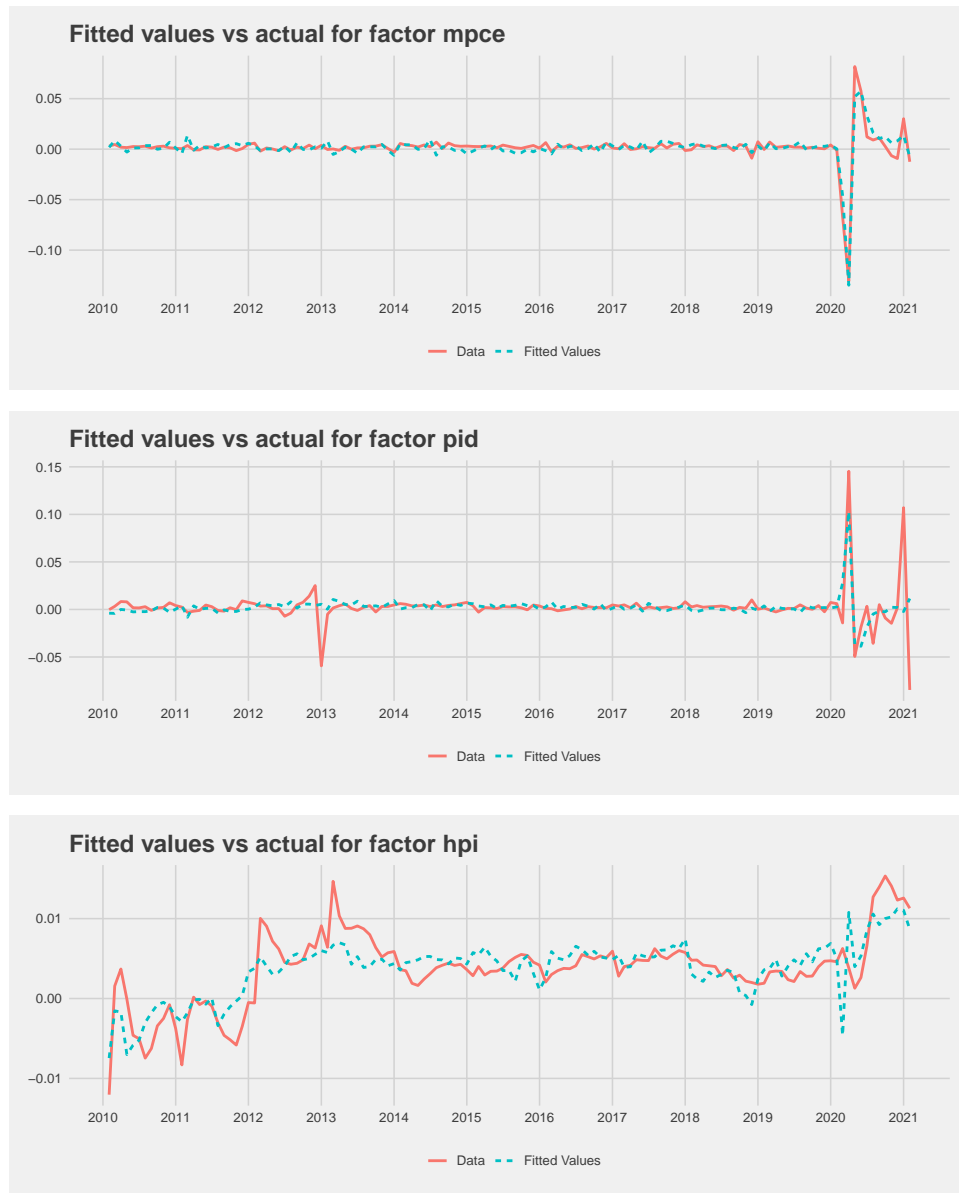 Fitted values vs actual for factor mpce
0.05
0.00
−0.05
−0.10
2010 2011 2012 2013 2014 2015 2016 2017 2018 2019 2020 2021
Data Fitted Values
Fitted values vs actual for factor pid
0.15
0.10
0.05
0.00
−0.05
2010 2011 2012 2013 2014 2015 2016 2017 2018 2019 2020 2021
Data Fitted Values
Fitted values vs actual for factor hpi
0.01
0.00
−0.01
2010 2011 2012 2013 2014 2015 2016 2017 2018 2019 2020 2021
Data Fitted Values